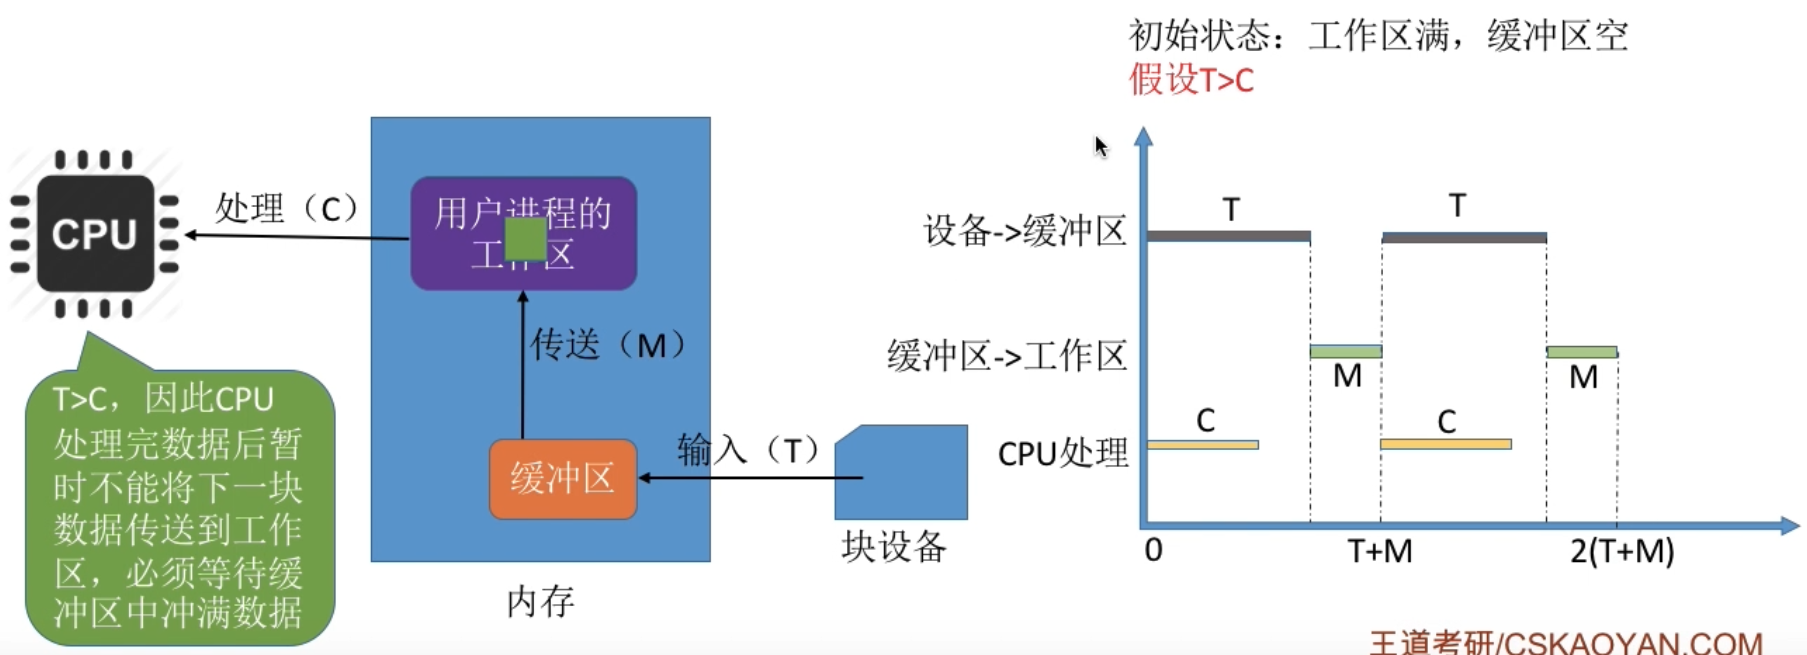 初始状态：工作区满，缓冲区空
假设T>C
CPU
处理（C）
用户进程的
工作区
传送（M）
缓冲区
输入（T）
块设备
内存
T>C，因此CPU
处理完数据后暂
时不能将下一块
数据传送到工作
区，必须等待缓
冲区中冲满数据
设备->缓冲区
T
T
缓冲区->工作区
M
M
CPU处理
C
C
0
T+M
2(T+M)
王道考研/CSKAOYAN.COM